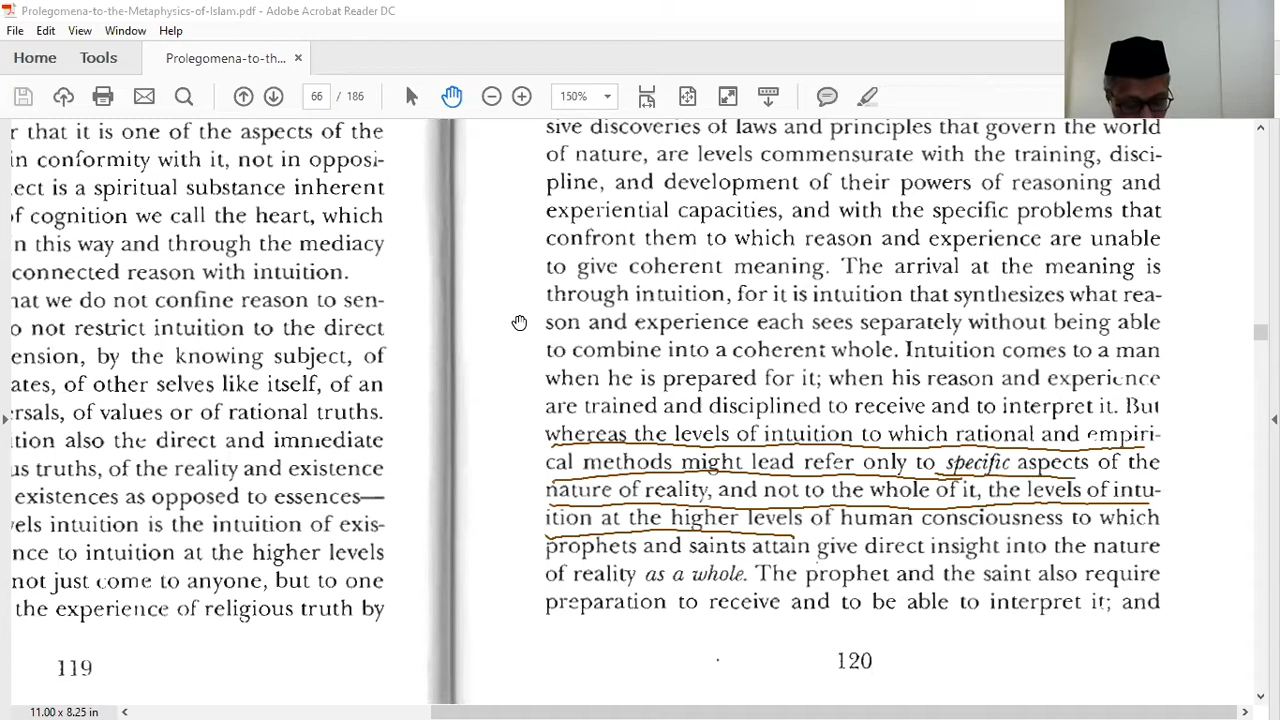 Prolegomena-to-the-Metaphysics-of-Islam.pdf - Adobe Acrobat Reader DC
File Edit View Window Help
Home Tools Prolegomena-to-th... ×
66 / 186 150%
r that it is one of the aspects of the
in conformity with it, not in opposi-
ect is a spiritual substance inherent
of cognition we call the heart, which
n this way and through the mediacy
connected reason with intuition.
hat we do not confine reason to sen-
o not restrict intuition to the direct
ension, by the knowing subject, of
ates, of other selves like itself, of an
ersals, of values or of rational truths.
tion also the direct and immediate
us truths, of the reality and existence
existences as opposed to essences—
vels intuition is the intuition of exis-
nce to intuition at the higher levels
not just come to anyone, but to one
the experience of religious truth by
119
sive discoveries of laws and principles that govern the world
of nature, are levels commensurate with the training, disci-
pline, and development of their powers of reasoning and
experiential capacities, and with the specific problems that
confront them to which reason and experience are unable
to give coherent meaning. The arrival at the meaning is
through intuition, for it is intuition that synthesizes what rea-
son and experience each sees separately without being able
to combine into a coherent whole. Intuition comes to a man
when he is prepared for it; when his reason and experience
are trained and disciplined to receive and to interpret it. But
whereas the levels of intuition to which rational and empiri-
cal methods might lead refer only to specific aspects of the
nature of reality, and not to the whole of it, the levels of intu-
ition at the higher levels of human consciousness to which
prophets and saints attain give direct insight into the nature
of reality as a whole. The prophet and the saint also require
preparation to receive and to be able to interpret it; and
120
11.00 x 8.25 in